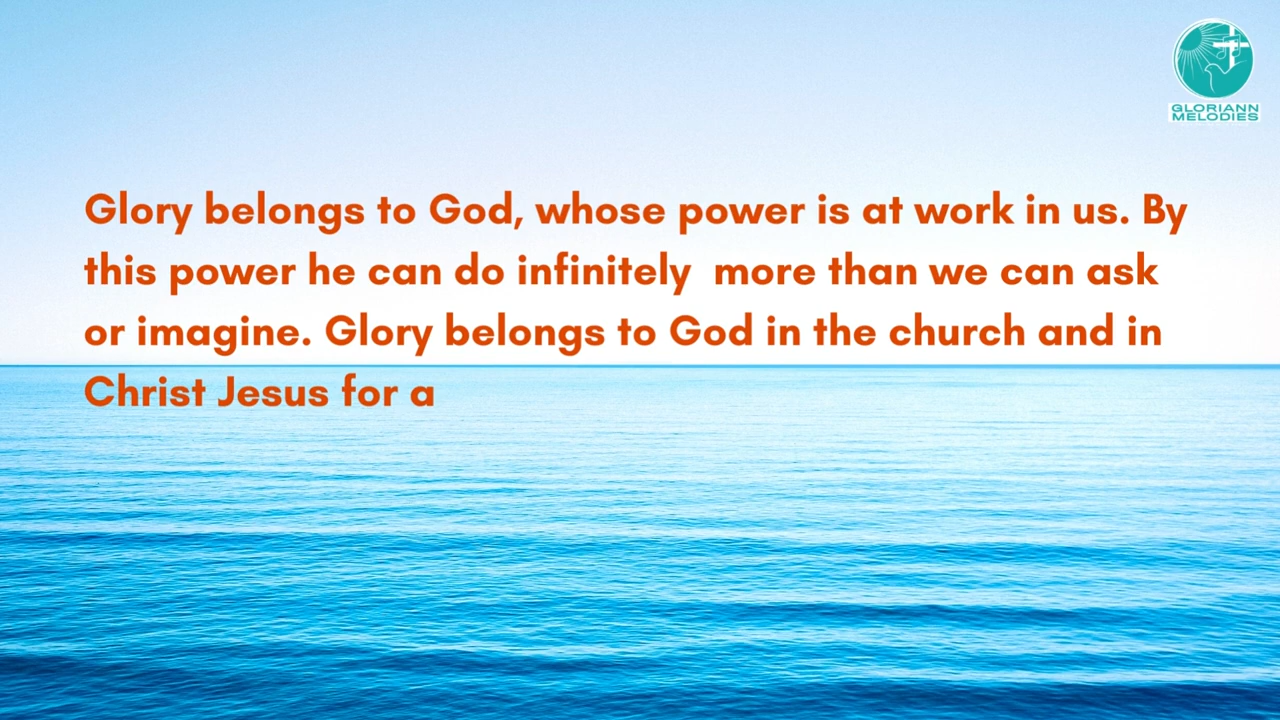 GLORIANN
MELODIES
Glory belongs to God, whose power is at work in us. By
this power he can do infinitely  more than we can ask
or imagine. Glory belongs to God in the church and in
Christ Jesus for a